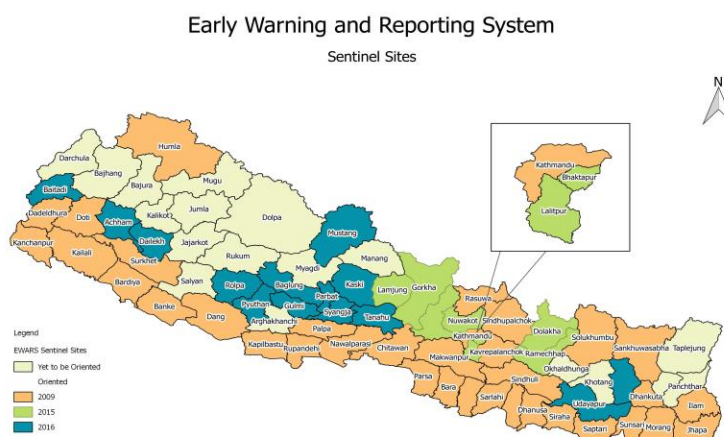 Early Warning and Reporting System
Sentinel Sites
N
Humla
Darchula
Bajhang
Bajura
Mugu
Baitadi
Dadeldhura
Doti
Achham
Kalikot
Jumla
Dolpa
Mustang
Kanchanpur
Kailali
Dailekh
Jajarkot
Surkhet
Rukum
Manang
Myagdi
Bardiya
Salyan
Rolpa
Baglung
Kaski
Lamjung
Gorkha
Banke
Dang
Pyuthan
Gulmi
Parbat
Syangja
Tanahu
Arghakhanchi
Palpa
Kapilbastu
Rupandehi
Nawalparasi
Chitawan
Rasuwa
Nuwakot
Sindhupalchok
Kathmandu
Dolakha
Kavrepalanchok
Ramechhap
Makwanpur
Solukhumbu
Sankhuwasabha
Taplejung
Okhaldhunga
Khotang
Panchthar
Parsa
Bara
Sindhuli
Sarlahi
Dhanusa
Siraha
Udayapur
Dhankuta
Ilam
Saptari
Sunsari
Morang
Jhapa
Kathmandu
Bhaktapur
Lalitpur
Legend
EWARS Sentinel Sites
Yet to be Oriented
Oriented
2009
2015
2016